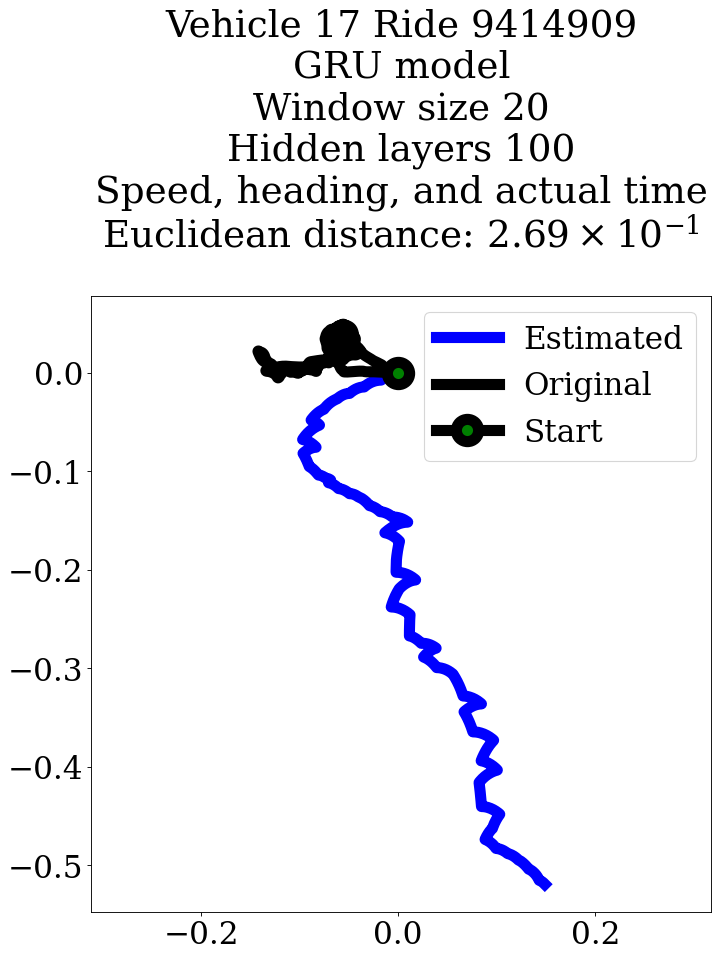 Vehicle 17 Ride 9414909
GRU model
Window size 20
Hidden layers 100
Speed, heading, and actual time
Euclidean distance: 2.69 × 10⁻¹
Estimated
Original
Start
0.0
−0.1
−0.2
−0.3
−0.4
−0.5
−0.2 0.0 0.2